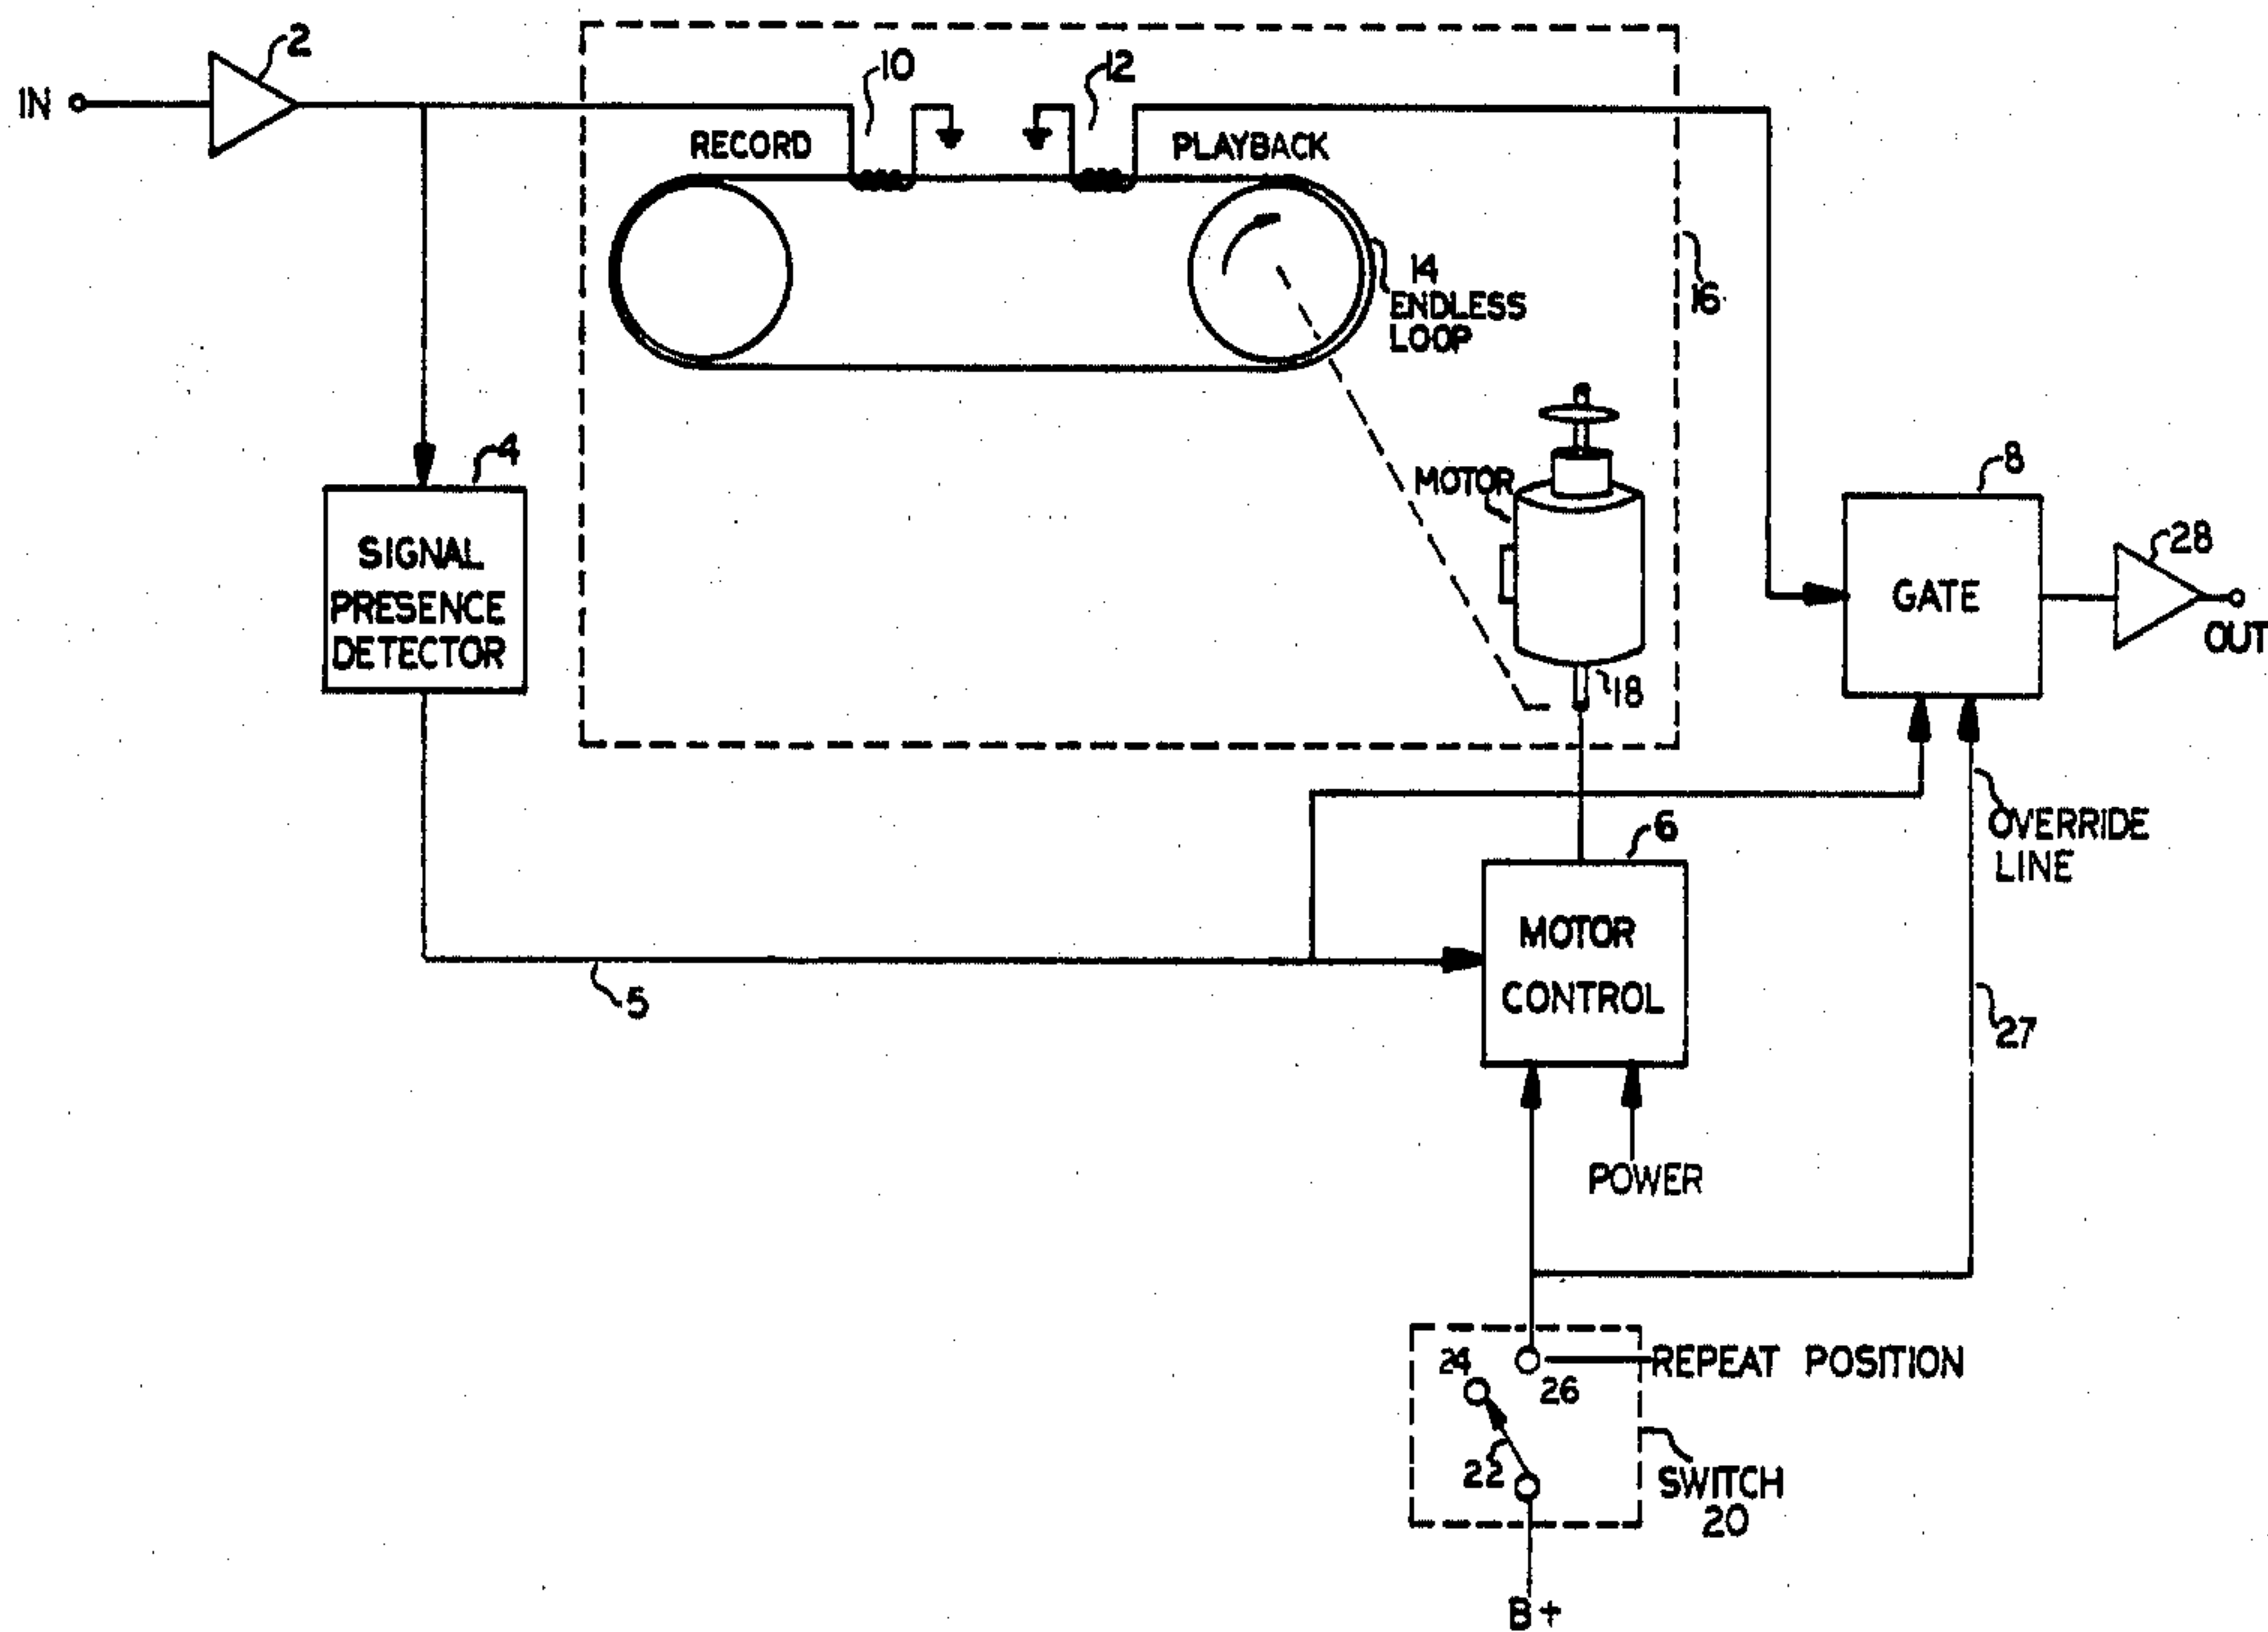 2
IN
10
12
RECORD
PLAYBACK
14
ENDLESS
LOOP
16
4
SIGNAL
PRESENCE
DETECTOR
MOTOR
18
8
GATE
28
OUT
6
MOTOR
CONTROL
OVERRIDE
LINE
5
27
POWER
24
26
REPEAT POSITION
22
SWITCH
20
B+